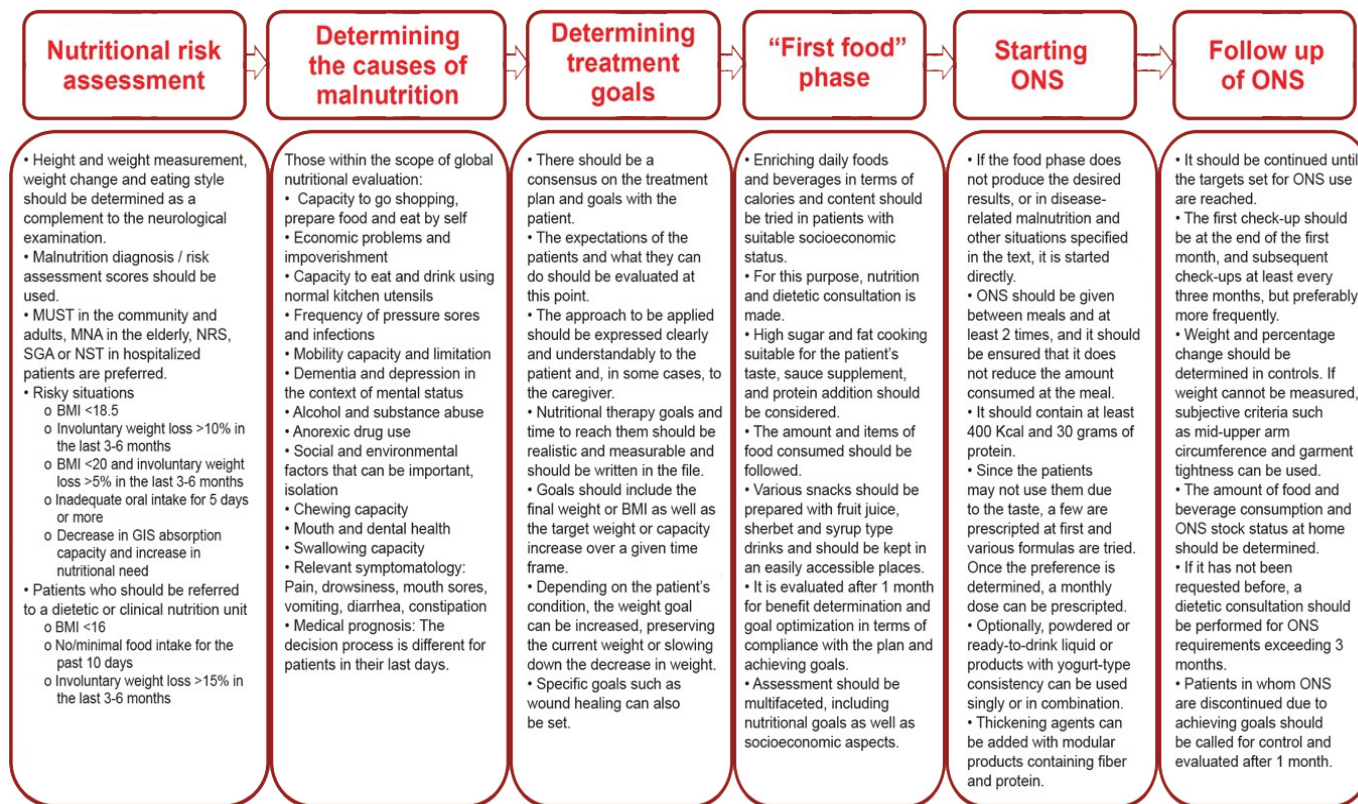 Nutritional risk
assessment
Determining
the causes of
malnutrition
Determining
treatment
goals
“First food”
phase
Starting
ONS
Follow up
of ONS
• Height and weight measurement,
weight change and eating style
should be determined as a
complement to the neurological
examination.
• Malnutrition diagnosis / risk
assessment scores should be
used.
• MUST in the community and
adults, MNA in the elderly, NRS,
SGA or NST in hospitalized
patients are preferred.
• Risky situations
o BMI <18.5
o Involuntary weight loss >10% in
the last 3-6 months
o BMI <20 and involuntary weight
loss >5% in the last 3-6 months
o Inadequate oral intake for 5 days
or more
o Decrease in GIS absorption
capacity and increase in
nutritional need
• Patients who should be referred
to a dietetic or clinical nutrition unit
o BMI <16
o No/minimal food intake for the
past 10 days
o Involuntary weight loss >15% in
the last 3-6 months
Those within the scope of global
nutritional evaluation:
• Capacity to go shopping,
prepare food and eat by self
• Economic problems and
impoverishment
• Capacity to eat and drink using
normal kitchen utensils
• Frequency of pressure sores
and infections
• Mobility capacity and limitation
• Dementia and depression in
the context of mental status
• Alcohol and substance abuse
• Anorexic drug use
• Social and environmental
factors that can be important,
isolation
• Chewing capacity
• Mouth and dental health
• Swallowing capacity
• Relevant symptomatology:
Pain, drowsiness, mouth sores,
vomiting, diarrhea, constipation
• Medical prognosis: The
decision process is different for
patients in their last days.
• There should be a
consensus on the treatment
plan and goals with the
patient.
• The expectations of the
patients and what they can
do should be evaluated at
this point.
• The approach to be applied
should be expressed clearly
and understandably to the
patient and, in some cases, to
the caregiver.
• Nutritional therapy goals and
time to reach them should be
realistic and measurable and
should be written in the file.
• Goals should include the
final weight or BMI as well as
the target weight or capacity
increase over a given time
frame.
• Depending on the patient’s
condition, the weight goal
can be increased, preserving
the current weight or slowing
down the decrease in weight.
• Specific goals such as
wound healing can also
be set.
• Enriching daily foods
and beverages in terms of
calories and content should
be tried in patients with
suitable socioeconomic
status.
• For this purpose, nutrition
and dietetic consultation is
made.
• High sugar and fat cooking
suitable for the patient’s
taste, sauce supplement,
and protein addition should
be considered.
• The amount and items of
food consumed should be
followed.
• Various snacks should be
prepared with fruit juice,
sherbet and syrup type
drinks and should be kept in
an easily accessible places.
• It is evaluated after 1 month
for benefit determination and
goal optimization in terms of
compliance with the plan and
achieving goals.
• Assessment should be
multifaceted, including
nutritional goals as well as
socioeconomic aspects.
• If the food phase does
not produce the desired
results, or in disease-
related malnutrition and
other situations specified
in the text, it is started
directly.
• ONS should be given
between meals and at
least 2 times, and it should
be ensured that it does
not reduce the amount
consumed at the meal.
• It should contain at least
400 Kcal and 30 grams of
protein.
• Since the patients
may not use them due
to the taste, a few are
prescripted at first and
various formulas are tried.
Once the preference is
determined, a monthly
dose can be prescripted.
• Optionally, powdered or
ready-to-drink liquid or
products with yogurt-type
consistency can be used
singly or in combination.
• Thickening agents can
be added with modular
products containing fiber
and protein.
• It should be continued until
the targets set for ONS use
are reached.
• The first check-up should
be at the end of the first
month, and subsequent
check-ups at least every
three months, but preferably
more frequently.
• Weight and percentage
change should be
determined in controls. If
weight cannot be measured,
subjective criteria such
as mid-upper arm
circumference and garment
tightness can be used.
• The amount of food and
beverage consumption and
ONS stock status at home
should be determined.
• If it has not been
requested before, a
dietetic consultation should
be performed for ONS
requirements exceeding 3
months.
• Patients in whom ONS
are discontinued due to
achieving goals should
be called for control and
evaluated after 1 month.